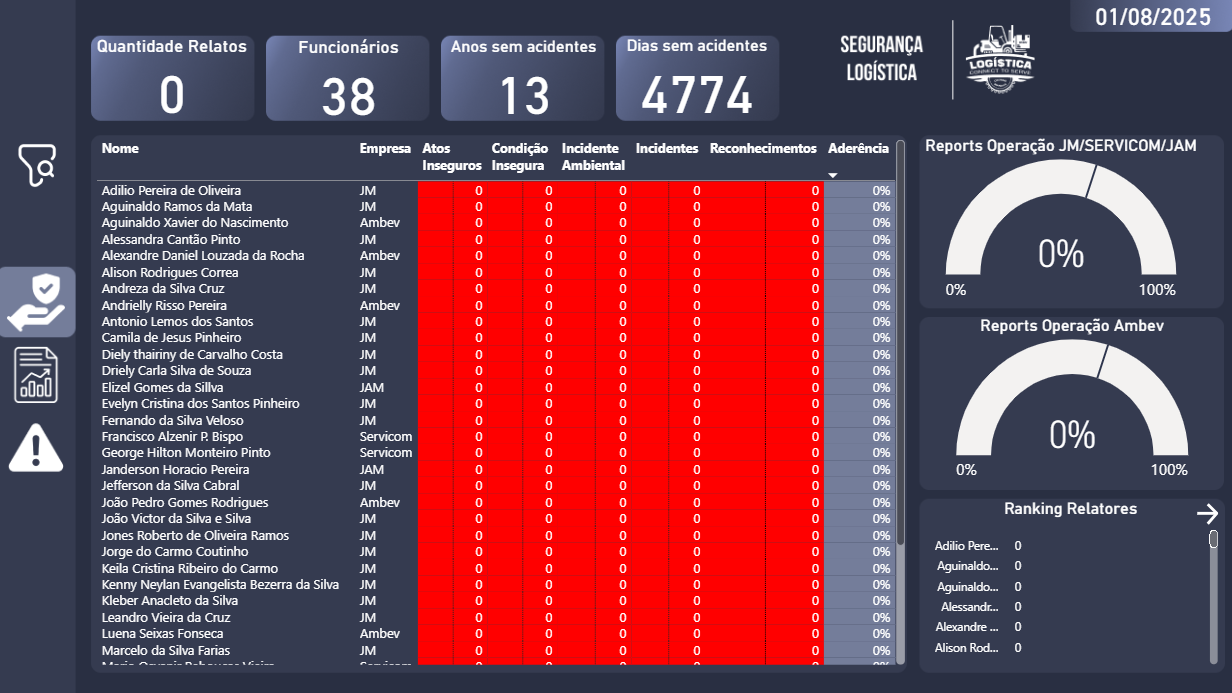 01/08/2025
Quantidade Relatos
0
Funcionários
38
Anos sem acidentes
13
Dias sem acidentes
4774
SEGURANÇA
LOGÍSTICA
LOGÍSTICA
CONNECT TO SERVE
Nome Empresa Atos Inseguros Condição Insegura Incidente Ambiental Incidentes Reconhecimentos Aderência
Adilio Pereira de Oliveira JM 0 0 0 0 0 0%
Aguinaldo Ramos da Mata JM 0 0 0 0 0 0%
Aguinaldo Xavier do Nascimento Ambev 0 0 0 0 0 0%
Alessandra Cantão Pinto JM 0 0 0 0 0 0%
Alexandre Daniel Louzada da Rocha Ambev 0 0 0 0 0 0%
Alison Rodrigues Correa JM 0 0 0 0 0 0%
Andreza da Silva Cruz JM 0 0 0 0 0 0%
Andrielly Risso Pereira Ambev 0 0 0 0 0 0%
Antonio Lemos dos Santos JM 0 0 0 0 0 0%
Camila de Jesus Pinheiro JM 0 0 0 0 0 0%
Diely thairiny de Carvalho Costa JM 0 0 0 0 0 0%
Driely Carla Silva de Souza JM 0 0 0 0 0 0%
Elizel Gomes da Sillva JAM 0 0 0 0 0 0%
Evelyn Cristina dos Santos Pinheiro JM 0 0 0 0 0 0%
Fernando da Silva Veloso JM 0 0 0 0 0 0%
Francisco Alzenir P. Bispo Servicom 0 0 0 0 0 0%
George Hilton Monteiro Pinto Servicom 0 0 0 0 0 0%
Janderson Horacio Pereira JAM 0 0 0 0 0 0%
Jefferson da Silva Cabral JM 0 0 0 0 0 0%
João Pedro Gomes Rodrigues Ambev 0 0 0 0 0 0%
João Victor da Silva e Silva JM 0 0 0 0 0 0%
Jones Roberto de Oliveira Ramos JM 0 0 0 0 0 0%
Jorge do Carmo Coutinho JM 0 0 0 0 0 0%
Keila Cristina Ribeiro do Carmo JM 0 0 0 0 0 0%
Kenny Neylan Evangelista Bezerra da Silva JM 0 0 0 0 0 0%
Kleber Anacleto da Silva JM 0 0 0 0 0 0%
Leandro Vieira da Cruz JM 0 0 0 0 0 0%
Luena Seixas Fonseca Ambev 0 0 0 0 0 0%
Marcelo da Silva Farias JM 0 0 0 0 0 0%
Reports Operação JM/SERVICOM/JAM
0%
0% 100%
Reports Operação Ambev
0%
0% 100%
Ranking Relatores
Adilio Pere... 0
Aguinaldo... 0
Aguinaldo... 0
Alessandr... 0
Alexandre ... 0
Alison Rod... 0